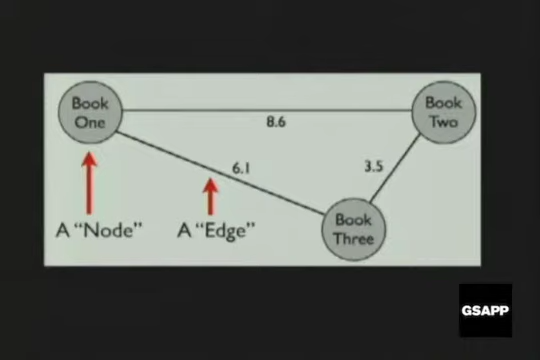 Book
One
Book
Two
8.6
6.1
3.5
A “Node”
A “Edge”
Book
Three
GSAPP